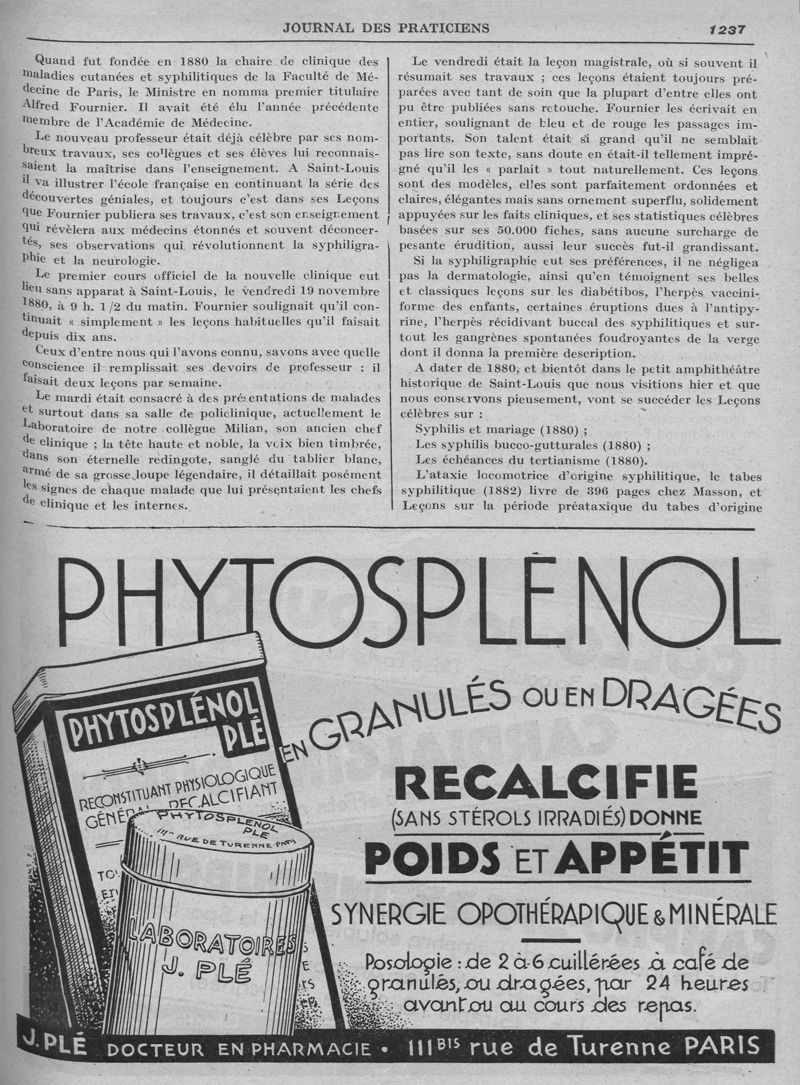 JOURNAL DES PRATICIENS 1237
Quand fut fondée en 1880 la chaire de clinique des
maladies cutanées et syphilitiques de la Faculté de Mé-
decine de Paris, le Ministre en nomma premier titulaire
Alfred Fournier. Il avait été élu l'année précédente
membre de l'Académie de Médecine.
Le nouveau professeur était déjà célèbre par ses nom-
breux travaux, ses collègues et ses élèves lui reconnais-
saient la maîtrise dans l'enseignement. A Saint-Louis
il va illustrer l'école française en continuant la série des
découvertes géniales, et toujours c'est dans ses Leçons
que Fournier publiera ses travaux, c'est son enseignement
qui révèlera aux médecins étonnés et souvent déconcer-
tés, ses observations qui révolutionnent la syphiligra-
phie et la neurologie.
Le premier cours officiel de la nouvelle clinique eut
lieu sans apparat à Saint-Louis, le vendredi 19 novembre
1880, à 9 h. 1/2 du matin. Fournier soulignait qu'il con-
tinuait « simplement » les leçons habituelles qu'il faisait
depuis dix ans.
Ceux d'entre nous qui l'avons connu, savons avec quelle
conscience il remplissait ses devoirs de professeur : il
faisait deux leçons par semaine.
Le mardi était consacré à des présentations de malades
et surtout dans sa salle de policlinique, actuellement le
Laboratoire de notre collègue Milian, son ancien chef
de clinique ; la tête haute et noble, la voix bien timbrée,
dans son éternelle redingote, sanglé du tablier blanc,
armé de sa grosse loupe légendaire, il détaillait posément
les signes de chaque malade que lui présentaient les chefs
de clinique et les internes.
Le vendredi était la leçon magistrale, où si souvent il
résumait ses travaux ; ces leçons étaient toujours pré-
parées avec tant de soin que la plupart d'entre elles ont
pu être publiées sans retouche. Fournier les écrivait en
entier, soulignant de bleu et de rouge les passages im-
portants. Son talent était si grand qu'il ne semblait
pas lire son texte, sans doute en était-il tellement impré-
gné qu'il les « parlait » tout naturellement. Ces leçons
sont des modèles, elles sont parfaitement ordonnées et
claires, élégantes mais sans ornement superflu, solidement
appuyées sur les faits cliniques, et ses statistiques célèbres
basées sur ses 50.000 fiches, sans aucune surcharge de
pesante érudition, aussi leur succès fut-il grandissant.
Si la syphiligraphie eut ses préférences, il ne négligea
pas la dermatologie, ainsi qu'en témoignent ses belles
et classiques leçons sur les diabétibos, l'herpès vaccini-
forme des enfants, certaines éruptions dues à l'antipy-
rine, l'herpès récidivant buccal des syphilitiques et sur-
tout les gangrènes spontanées foudroyantes de la verge
dont il donna la première description.
A dater de 1880, et bientôt dans le petit amphithéâtre
historique de Saint-Louis que nous visitions hier et que
nous conservons pieusement, vont se succéder les Leçons
célèbres sur :
Syphilis et mariage (1880) ;
Les syphilis bucco-gutturales (1880) ;
Les échéances du tertianisme (1880).
L'ataxie locomotrice d'origine syphilitique, le tabes
syphilitique (1882) livre de 396 pages chez Masson, et
Leçons sur la période préataxique du tabes d'origine
PHYTOSPLÉNOL
EN GRANULÉS OU EN DRAGÉES
RECALCIFIE
(SANS STÉROLS IRRADIÉS) DONNE
POIDS ET APPÉTIT
SYNERGIE OPOTHÉRAPIQUE & MINÉRALE
Posologie : de 2 à 6 cuillérées à café de
granulés, ou dragées, par 24 heures
avant ou au cours des repas.
PHYTOSPLÉNOL
PLÉ
RECONSTITUANT PHYSIOLOGIQUE
GÉNÉRAL RECALCIFIANT
PHYTOSPLÉNOL
PLÉ
111 BIS RUE DE TURENNE PARIS
LABORATOIRES
J. PLÉ
J. PLÉ DOCTEUR EN PHARMACIE • 111 BIS rue de Turenne PARIS